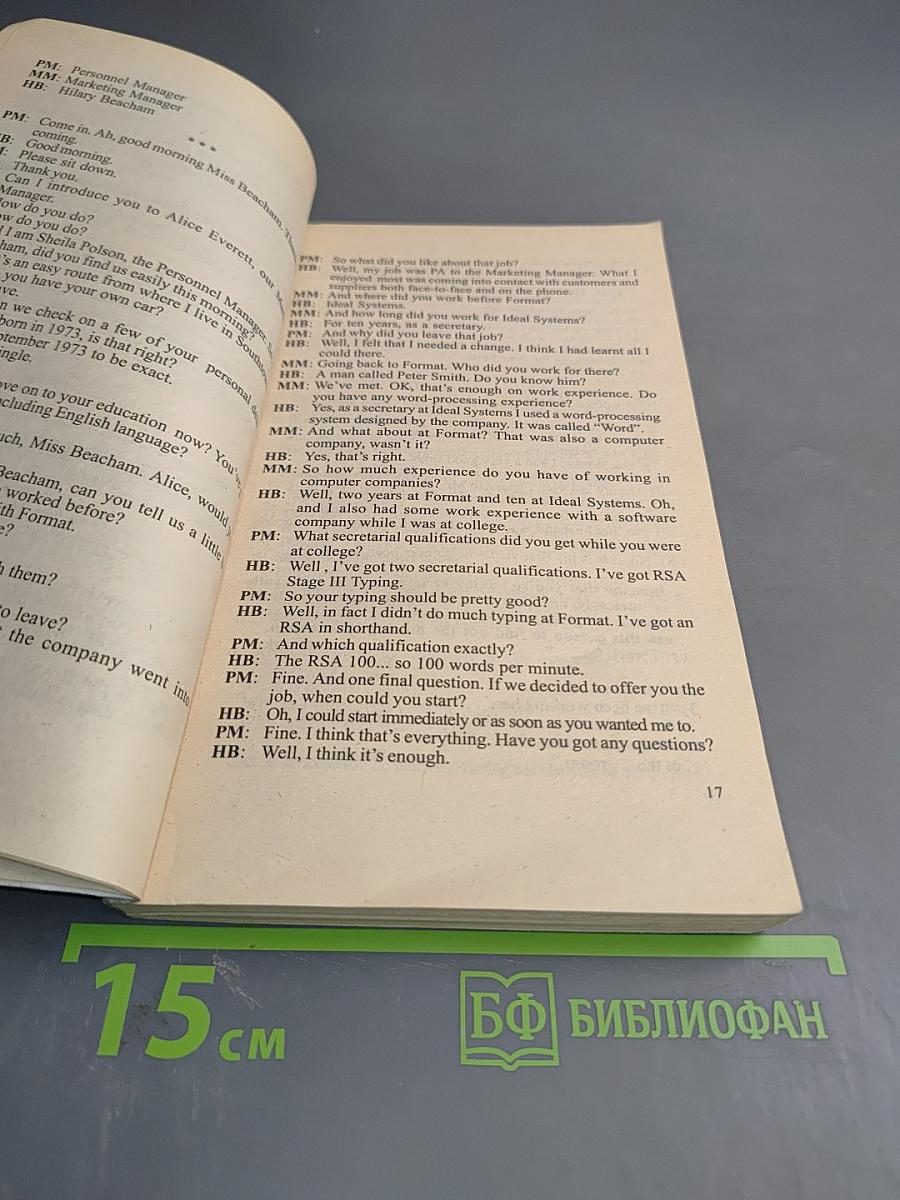 PM: Personnel Manager
MM: Marketing Manager
HB: Hilary Beacham
* * *
PM: Come in. Ah, good morning Miss Beacham.
coming.
Good morning.
Please sit down.
Thank you.
Can I introduce you to Alice Everett, our
Manager.
How do you do?
How do you do?
I am Sheila Polson, the Personnel Manager.
did you find us easily this morning?
an easy route from where I live in
you have your own car?
we check on a few of your personal
born in 1973, is that right?
September 1973 to be exact.
Single.
on to your education now? You've
including English language?
Miss Beacham. Alice, would
Beacham, can you tell us a little
worked before?
with Format.
them?
to leave?
the company went into
PM: So what did you like about that job?
HB: Well, my job was PA to the Marketing Manager. What I
enjoyed most was coming into contact with customers and
suppliers both face-to-face and on the phone.
MM: And where did you work before Format?
HB: Ideal Systems.
MM: And how long did you work for Ideal Systems?
HB: For ten years, as a secretary.
PM: And why did you leave that job?
HB: Well, I felt that I needed a change. I think I had learnt all I
could there.
MM: Going back to Format. Who did you work for there?
HB: A man called Peter Smith. Do you know him?
MM: We've met. OK, that's enough on work experience. Do
you have any word-processing experience?
HB: Yes, as a secretary at Ideal Systems I used a word-processing
system designed by the company. It was called "Word".
MM: And what about at Format? That was also a computer
company, wasn't it?
HB: Yes, that's right.
MM: So how much experience do you have of working in
computer companies?
HB: Well, two years at Format and ten at Ideal Systems. Oh,
and I also had some work experience with a software
company while I was at college.
PM: What secretarial qualifications did you get while you were
at college?
HB: Well , I've got two secretarial qualifications. I've got RSA
Stage III Typing.
PM: So your typing should be pretty good?
HB: Well, in fact I didn't do much typing at Format. I've got an
RSA in shorthand.
PM: And which qualification exactly?
HB: The RSA 100... so 100 words per minute.
PM: Fine. And one final question. If we decided to offer you the
job, when could you start?
HB: Oh, I could start immediately or as soon as you wanted me to.
PM: Fine. I think that's everything. Have you got any questions?
HB: Well, I think it's enough.
17
15 см
БФ БИБЛИОФАН